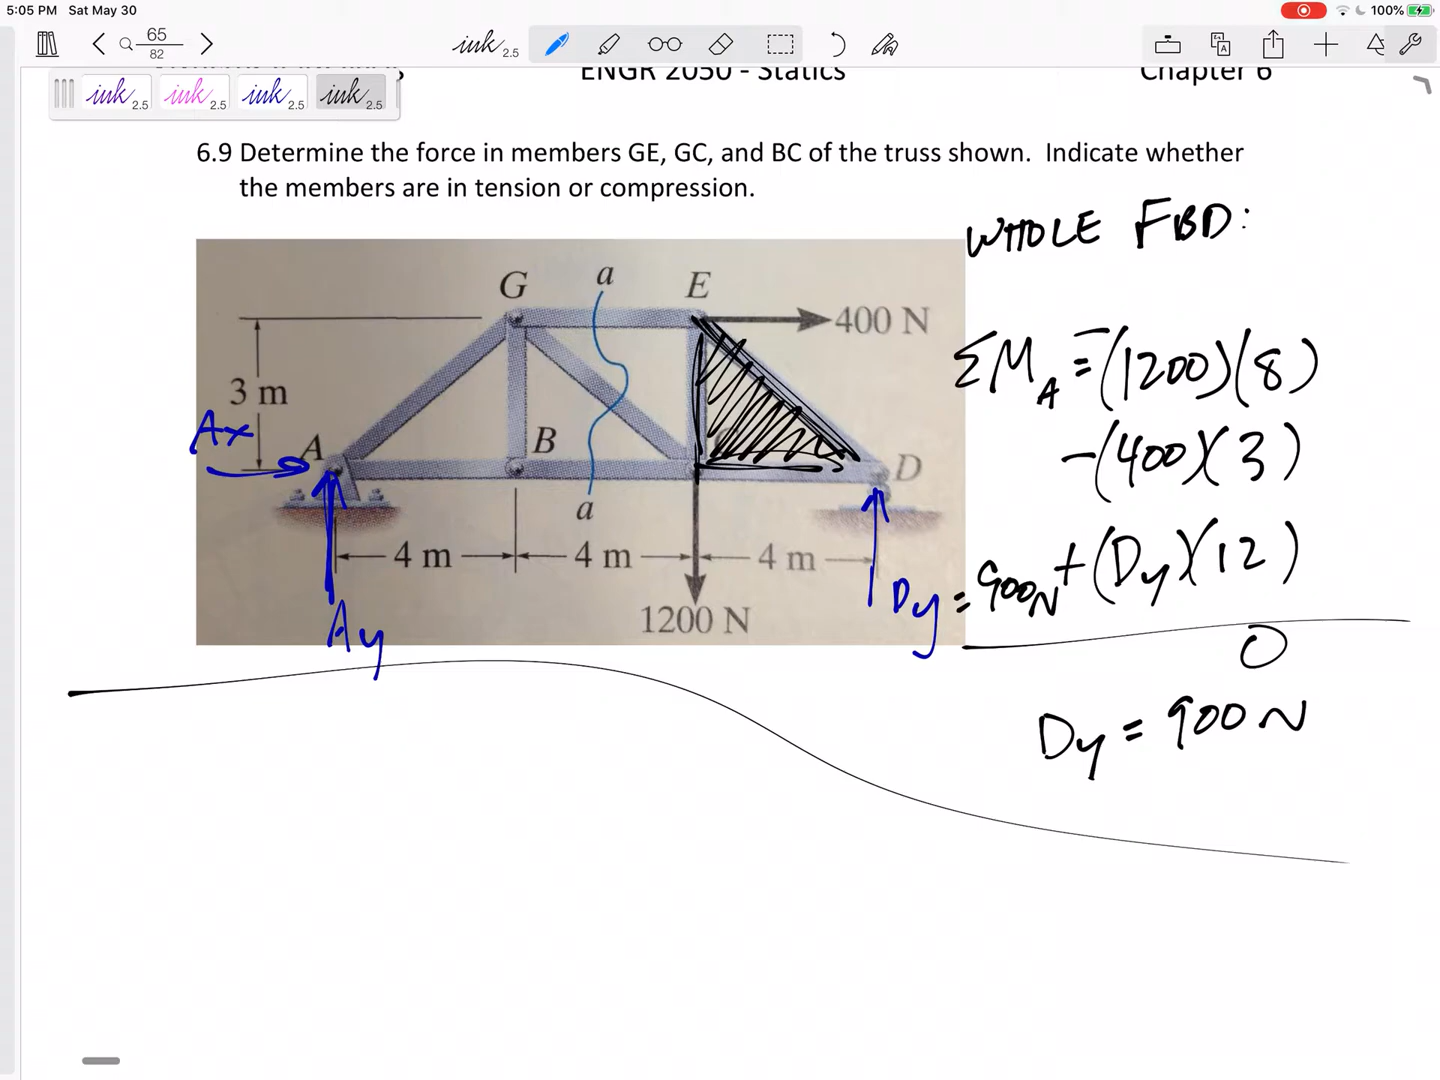 5:05 PM Sat May 30
100%
65
82
ink 2.5
ENGR 2050 - Statics
Chapter 6
ink 2.5 ink 2.5 ink 2.5 ink 2.5
6.9 Determine the force in members GE, GC, and BC of the truss shown. Indicate whether
the members are in tension or compression.
WHOLE FBD:
G a E
400 N
3 m
Ax
A B D
a
4 m 4 m 4 m
1200 N
Ay
Dy = 900N
ΣM_A = -(1200)(8)
-(400)(3)
+(Dy)(12)
0
Dy = 900 N